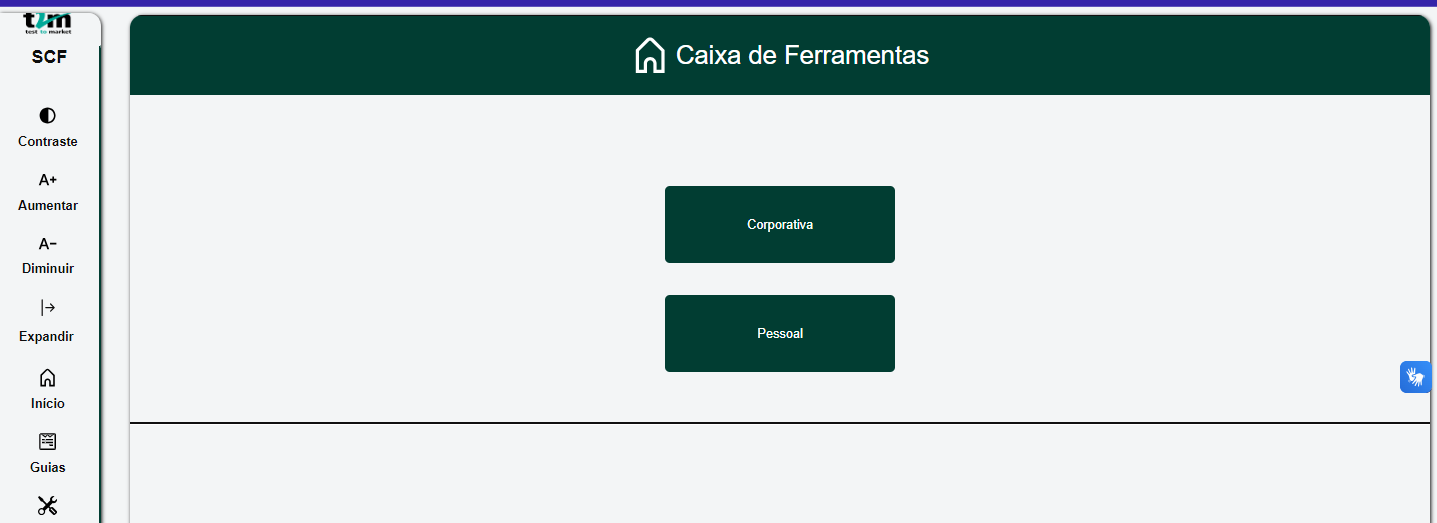 t2m
test to market
SCF
Contraste
A+
Aumentar
A−
Diminuir
Expandir
Início
Guias
Caixa de Ferramentas
Corporativa
Pessoal